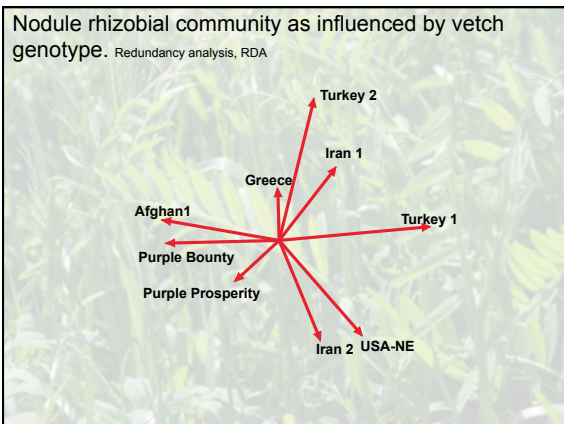 Nodule rhizobial community as influenced by vetch
genotype. Redundancy analysis, RDA
Turkey 2
Iran 1
Greece
Afghan1
Turkey 1
Purple Bounty
Purple Prosperity
Iran 2
USA-NE